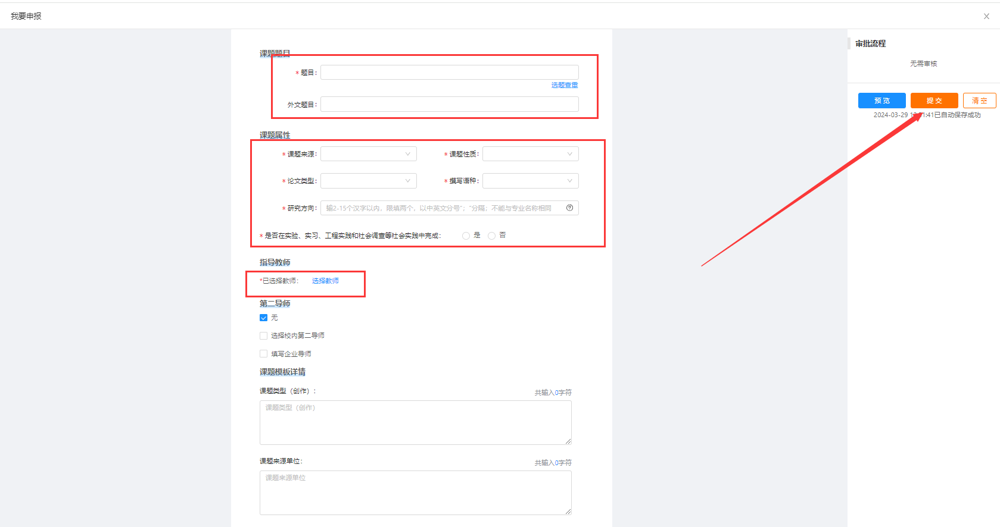 我要申报
课题题目
* 题目:
选题查重
外文题目:
课题属性
* 课题来源:
* 课题性质:
* 论文类型:
* 撰写语种:
* 研究方向: 输2-15个汉字以内，限填两个，以中英文分号"；"分隔；不能与专业名称相同
* 是否在实验、实习、工程实践和社会调查等社会实践中完成: 是 否
指导教师
*已选择教师: 选择教师
第二导师
无
选择校内第二导师
填写企业导师
课题模板详情
课题类型（创作）: 共输入0字符
课题类型（创作）
课题来源单位: 共输入0字符
课题来源单位
审批流程
无需审核
预 览 提 交 清 空
2024-03-29 :41已自动保存成功